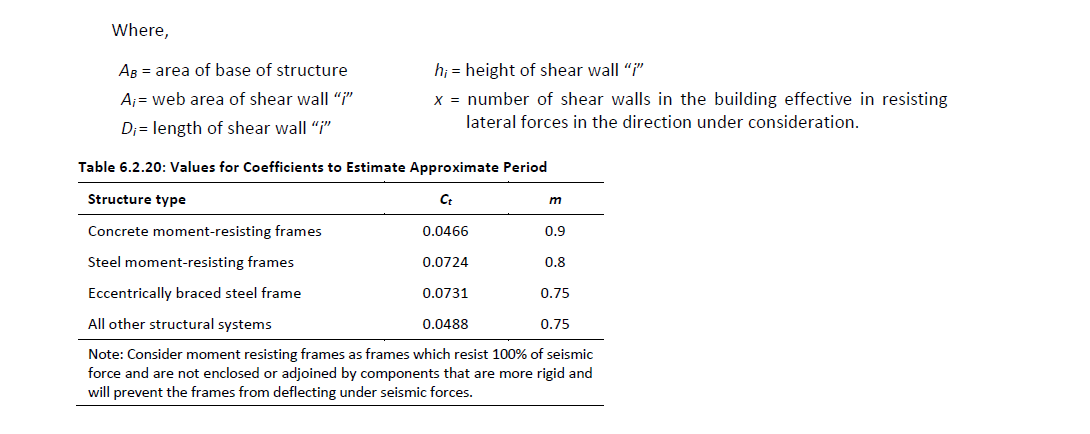 Where,
A_B = area of base of structure
A_i = web area of shear wall “i”
D_i = length of shear wall “i”
h_i = height of shear wall “i”
x = number of shear walls in the building effective in resisting
lateral forces in the direction under consideration.
Table 6.2.20: Values for Coefficients to Estimate Approximate Period
Structure type C_t m
Concrete moment-resisting frames 0.0466 0.9
Steel moment-resisting frames 0.0724 0.8
Eccentrically braced steel frame 0.0731 0.75
All other structural systems 0.0488 0.75
Note: Consider moment resisting frames as frames which resist 100% of seismic
force and are not enclosed or adjoined by components that are more rigid and
will prevent the frames from deflecting under seismic forces.